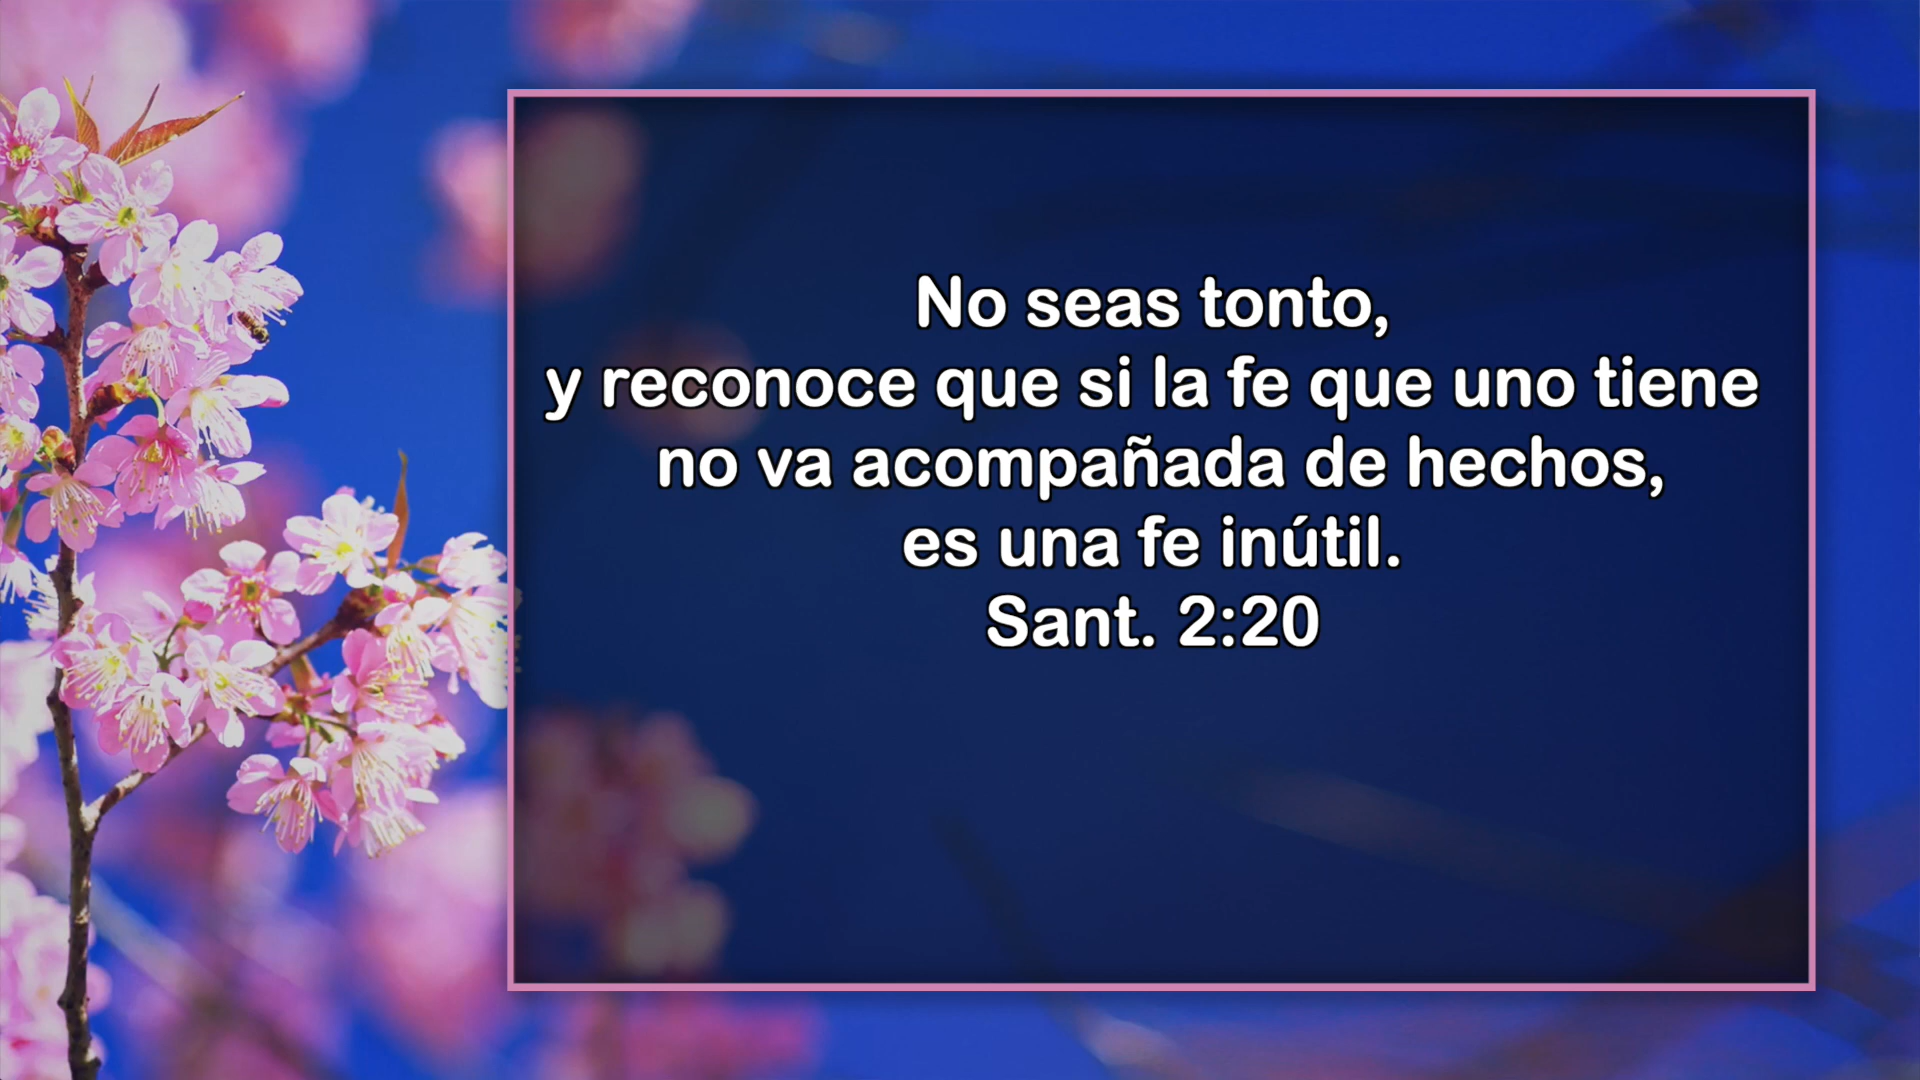 No seas tonto,
y reconoce que si la fe que uno tiene
no va acompañada de hechos,
es una fe inútil.
Sant. 2:20